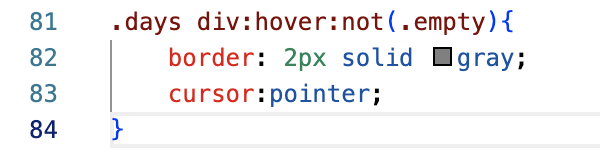 81 .days div:hover:not(.empty){
82 border: 2px solid gray;
83 cursor:pointer;
84 }